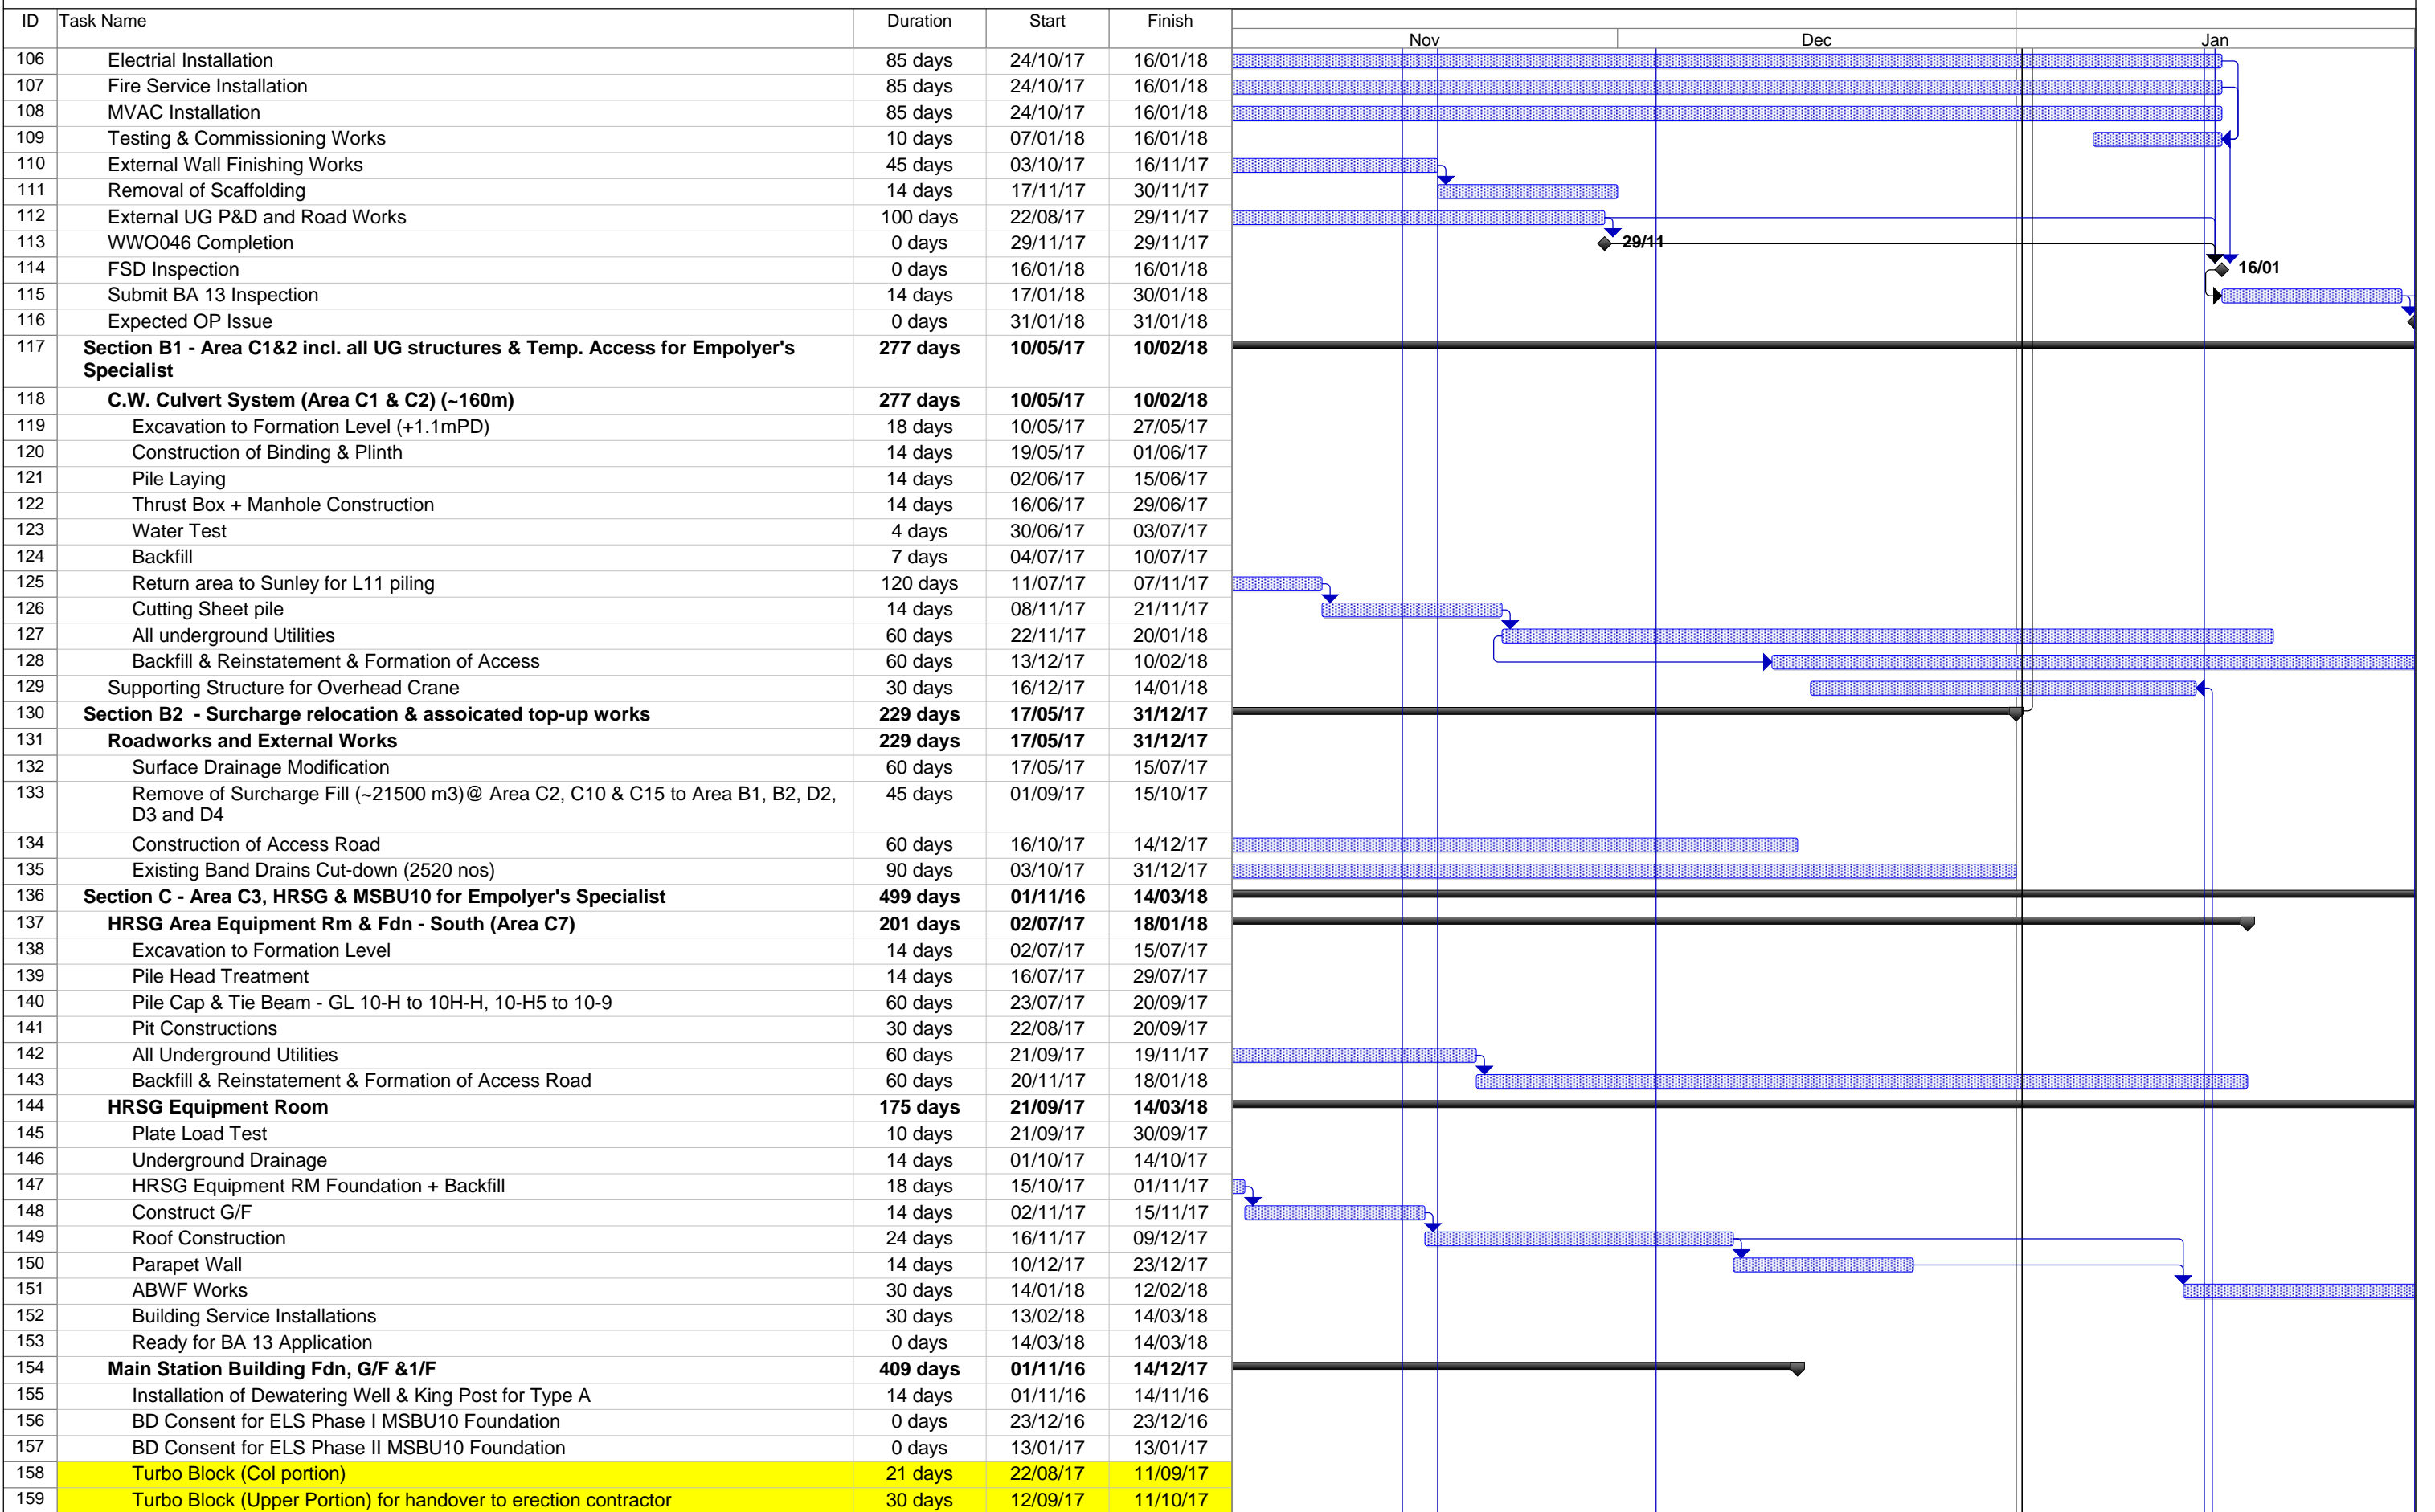 ID Task Name Duration Start Finish
Nov Dec Jan
106 Electrial Installation 85 days 24/10/17 16/01/18
107 Fire Service Installation 85 days 24/10/17 16/01/18
108 MVAC Installation 85 days 24/10/17 16/01/18
109 Testing & Commissioning Works 10 days 07/01/18 16/01/18
110 External Wall Finishing Works 45 days 03/10/17 16/11/17
111 Removal of Scaffolding 14 days 17/11/17 30/11/17
112 External UG P&D and Road Works 100 days 22/08/17 29/11/17
113 WWO046 Completion 0 days 29/11/17 29/11/17 29/11
114 FSD Inspection 0 days 16/01/18 16/01/18 16/01
115 Submit BA 13 Inspection 14 days 17/01/18 30/01/18
116 Expected OP Issue 0 days 31/01/18 31/01/18
117 Section B1 - Area C1&2 incl. all UG structures & Temp. Access for Empolyer's 277 days 10/05/17 10/02/18
Specialist
118 C.W. Culvert System (Area C1 & C2) (~160m) 277 days 10/05/17 10/02/18
119 Excavation to Formation Level (+1.1mPD) 18 days 10/05/17 27/05/17
120 Construction of Binding & Plinth 14 days 19/05/17 01/06/17
121 Pile Laying 14 days 02/06/17 15/06/17
122 Thrust Box + Manhole Construction 14 days 16/06/17 29/06/17
123 Water Test 4 days 30/06/17 03/07/17
124 Backfill 7 days 04/07/17 10/07/17
125 Return area to Sunley for L11 piling 120 days 11/07/17 07/11/17
126 Cutting Sheet pile 14 days 08/11/17 21/11/17
127 All underground Utilities 60 days 22/11/17 20/01/18
128 Backfill & Reinstatement & Formation of Access 60 days 13/12/17 10/02/18
129 Supporting Structure for Overhead Crane 30 days 16/12/17 14/01/18
130 Section B2 - Surcharge relocation & assoicated top-up works 229 days 17/05/17 31/12/17
131 Roadworks and External Works 229 days 17/05/17 31/12/17
132 Surface Drainage Modification 60 days 17/05/17 15/07/17
133 Remove of Surcharge Fill (~21500 m3)@ Area C2, C10 & C15 to Area B1, B2, D2, 45 days 01/09/17 15/10/17
D3 and D4
134 Construction of Access Road 60 days 16/10/17 14/12/17
135 Existing Band Drains Cut-down (2520 nos) 90 days 03/10/17 31/12/17
136 Section C - Area C3, HRSG & MSBU10 for Empolyer's Specialist 499 days 01/11/16 14/03/18
137 HRSG Area Equipment Rm & Fdn - South (Area C7) 201 days 02/07/17 18/01/18
138 Excavation to Formation Level 14 days 02/07/17 15/07/17
139 Pile Head Treatment 14 days 16/07/17 29/07/17
140 Pile Cap & Tie Beam - GL 10-H to 10H-H, 10-H5 to 10-9 60 days 23/07/17 20/09/17
141 Pit Constructions 30 days 22/08/17 20/09/17
142 All Underground Utilities 60 days 21/09/17 19/11/17
143 Backfill & Reinstatement & Formation of Access Road 60 days 20/11/17 18/01/18
144 HRSG Equipment Room 175 days 21/09/17 14/03/18
145 Plate Load Test 10 days 21/09/17 30/09/17
146 Underground Drainage 14 days 01/10/17 14/10/17
147 HRSG Equipment RM Foundation + Backfill 18 days 15/10/17 01/11/17
148 Construct G/F 14 days 02/11/17 15/11/17
149 Roof Construction 24 days 16/11/17 09/12/17
150 Parapet Wall 14 days 10/12/17 23/12/17
151 ABWF Works 30 days 14/01/18 12/02/18
152 Building Service Installations 30 days 13/02/18 14/03/18
153 Ready for BA 13 Application 0 days 14/03/18 14/03/18
154 Main Station Building Fdn, G/F &1/F 409 days 01/11/16 14/12/17
155 Installation of Dewatering Well & King Post for Type A 14 days 01/11/16 14/11/16
156 BD Consent for ELS Phase I MSBU10 Foundation 0 days 23/12/16 23/12/16
157 BD Consent for ELS Phase II MSBU10 Foundation 0 days 13/01/17 13/01/17
158 Turbo Block (Col portion) 21 days 22/08/17 11/09/17
159 Turbo Block (Upper Portion) for handover to erection contractor 30 days 12/09/17 11/10/17